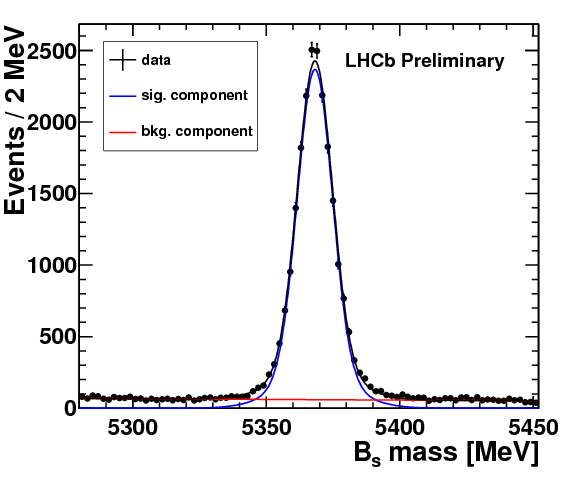 LHCb Preliminary
data
sig. component
bkg. component
Events / 2 MeV
2500
2000
1500
1000
500
0
5300
5350
5400
5450
Bs mass [MeV]